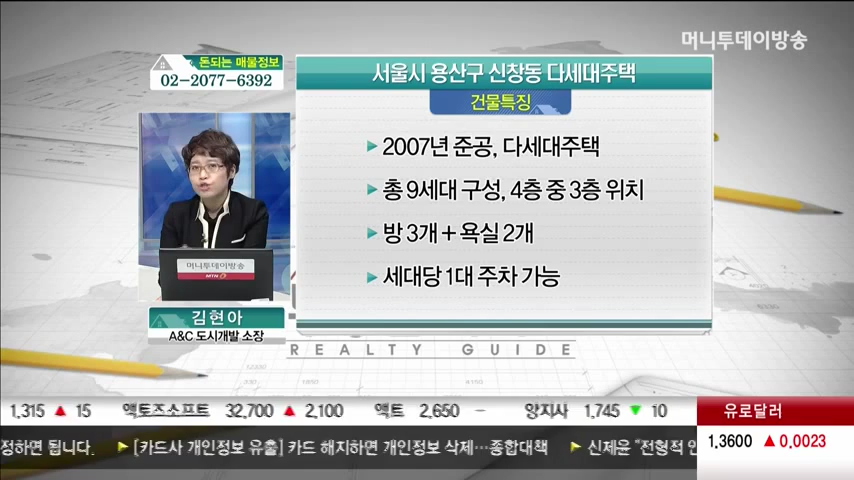 머니투데이방송
돈되는 매물정보
02-2077-6392
서울시 용산구 신창동 다세대주택
건물특징
2007년 준공, 다세대주택
총 9세대 구성, 4층 중 3층 위치
방 3개 + 욕실 2개
세대당 1대 주차 가능
머니투데이방송
MTN
김현아
A&C 도시개발 소장
REALTY GUIDE
1,315 ▲ 15 액토즈소프트 32,700 ▲ 2,100 액트 2,650 – 양지사 1,745 ▼ 10
유로달러
1,3600 ▲ 0,0023
정하면 됩니다. ▶ [카드사 개인정보 유출] 카드 해지하면 개인정보 삭제…종합대책 ▶ 신제윤 "전형적 인